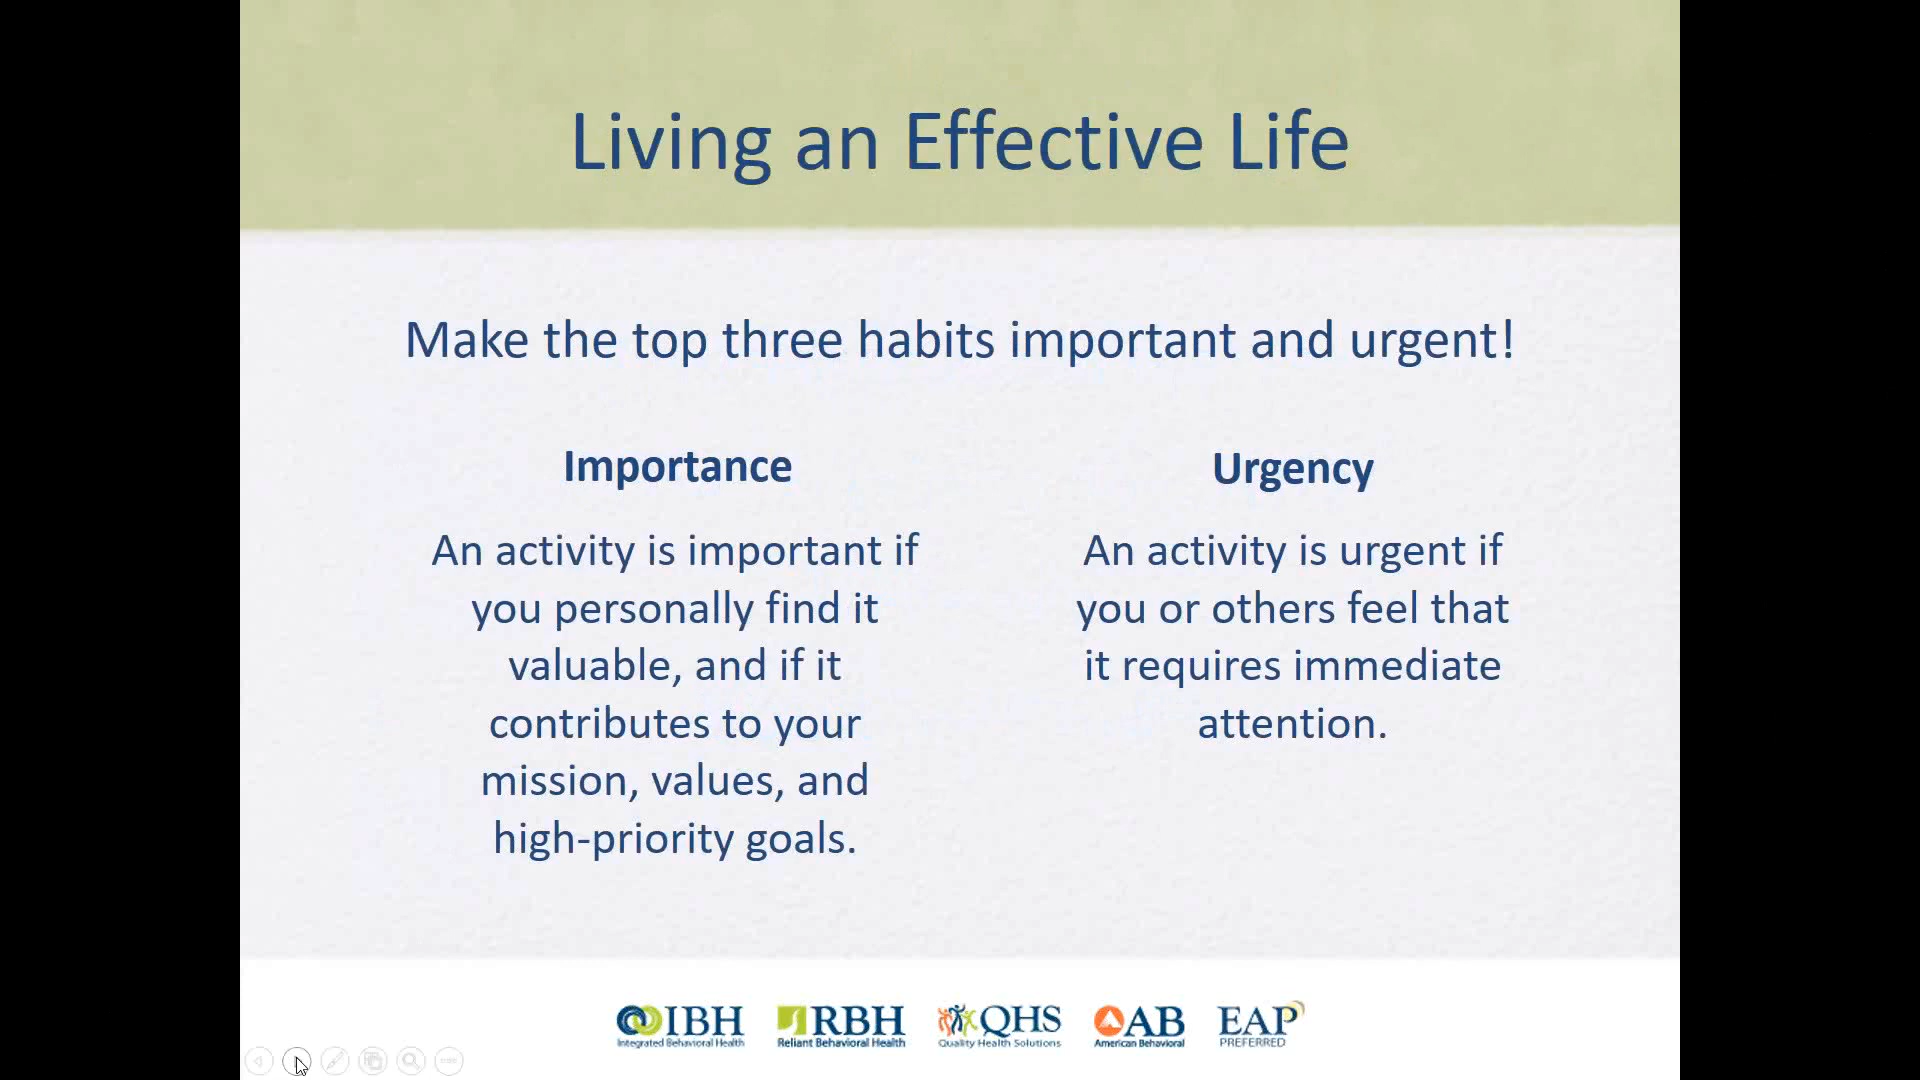 Living an Effective Life
Make the top three habits important and urgent!
Importance
An activity is important if
you personally find it
valuable, and if it
contributes to your
mission, values, and
high-priority goals.
Urgency
An activity is urgent if
you or others feel that
it requires immediate
attention.
IBH
Integrated Behavioral Health
RBH
Reliant Behavioral Health
QHS
Quality Health Solutions
AB
American Behavioral
EAP
PREFERRED